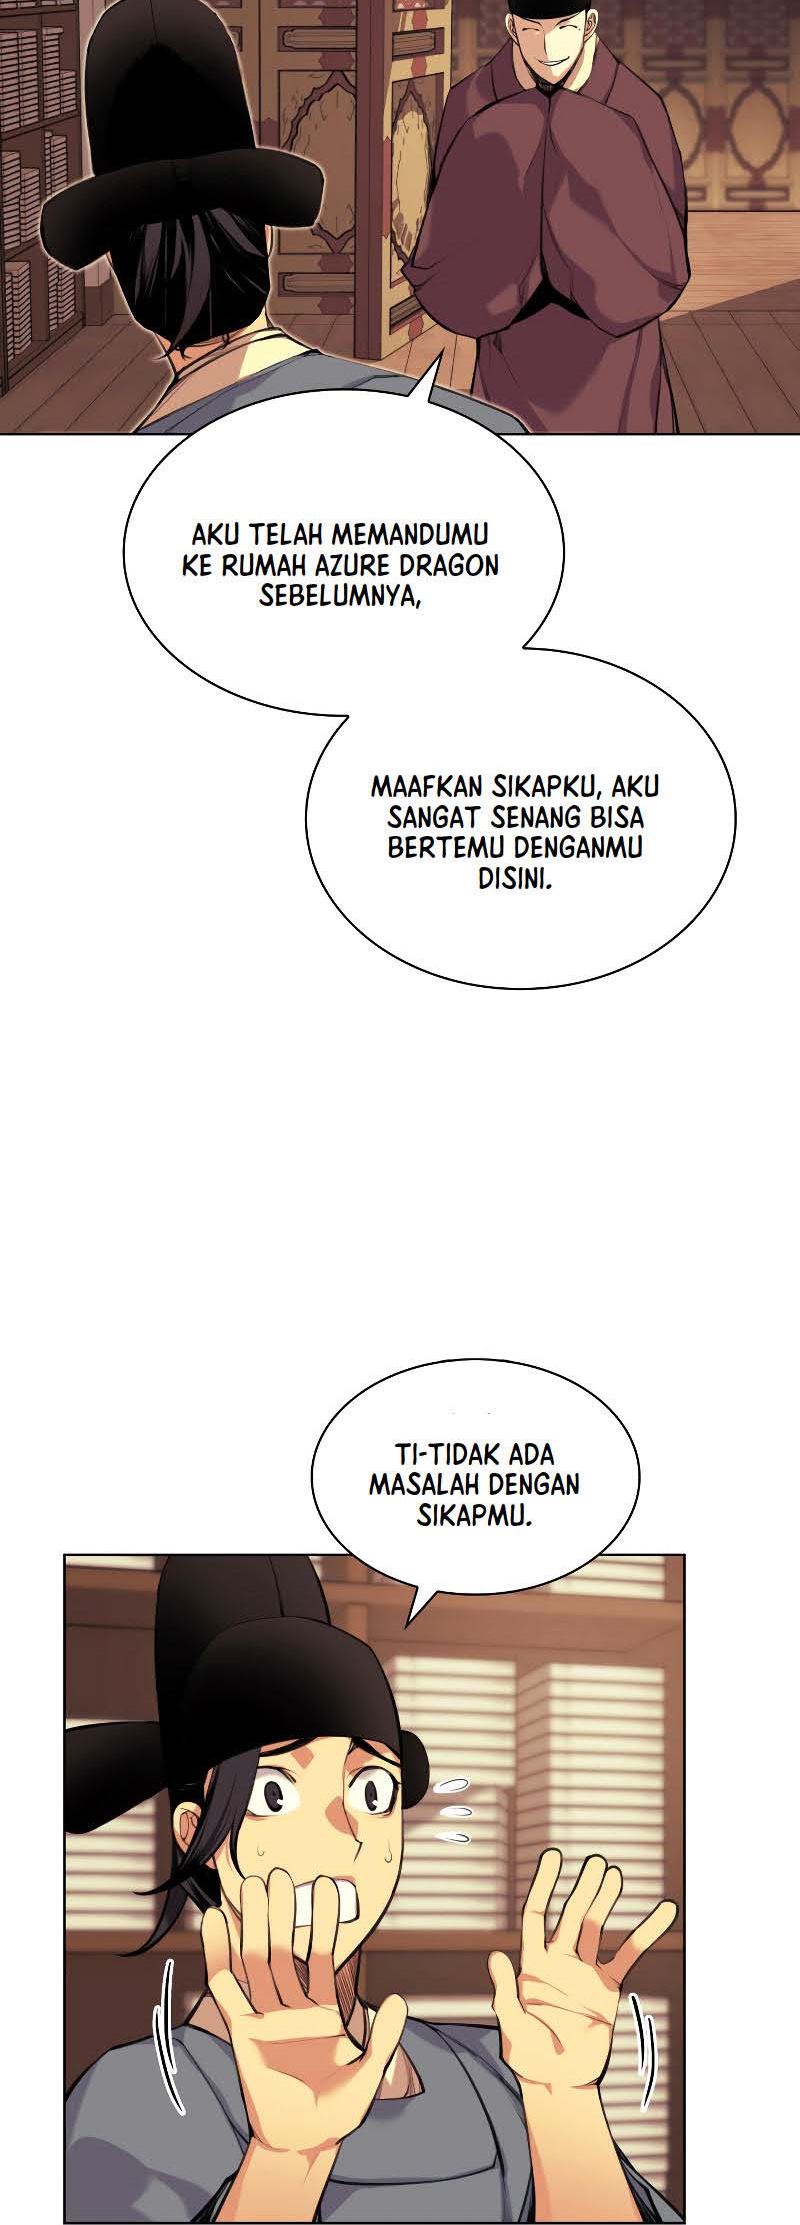 AKU TELAH MEMANDUMU
KE RUMAH AZURE DRAGON
SEBELUMNYA,
MAAFKAN SIKAPKU, AKU
SANGAT SENANG BISA
BERTEMU DENGANMU
DISINI.
TI-TIDAK ADA
MASALAH DENGAN
SIKAPMU.